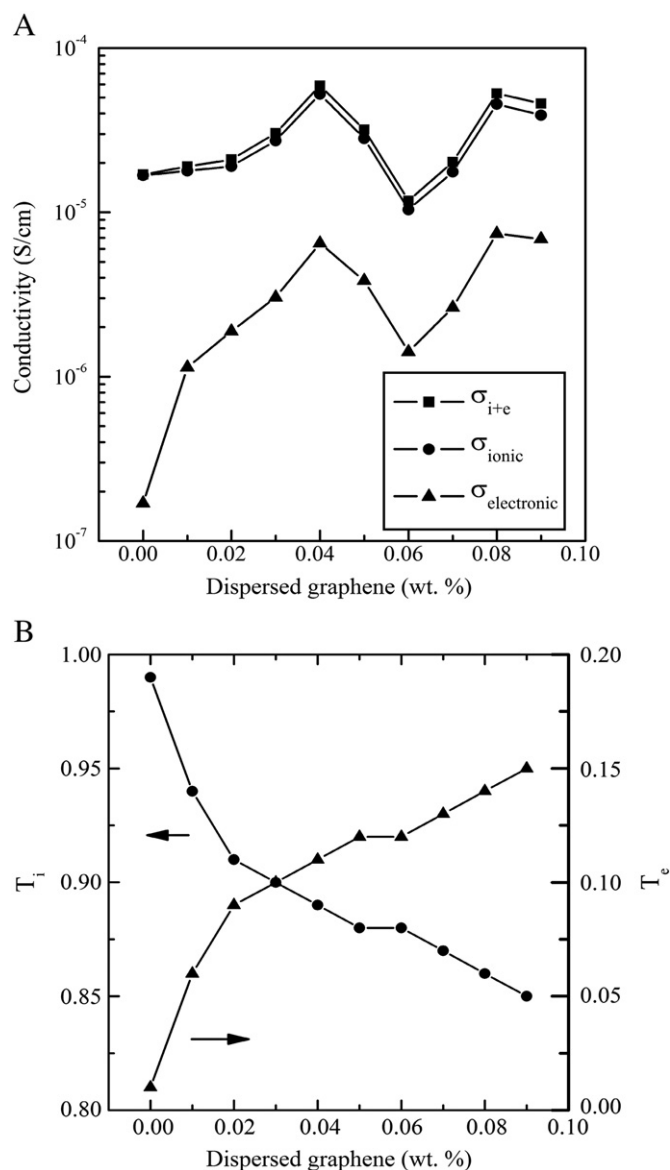 A
10⁻⁴
10⁻⁵
10⁻⁶
10⁻⁷
Conductivity (S/cm)
σi+e
σionic
σelectronic
0.00 0.02 0.04 0.06 0.08 0.10
Dispersed graphene (wt. %)
B
1.00 0.20
0.95 0.15
0.90 0.10
0.85 0.05
0.80 0.00
Ti
Te
0.00 0.02 0.04 0.06 0.08 0.10
Dispersed graphene (wt. %)